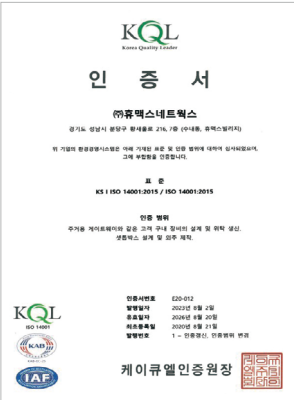 KQL
Korea Quality Leader
인 증 서
㈜휴맥스네트웍스
경기도 성남시 분당구 황새울로 216, 7층 (수내동, 휴맥스빌리지)
위 기업의 환경경영시스템은 아래 기재된 표준 및 인증 범위에 대하여 심사되었으며,
그에 부합함을 인증합니다.
표 준
KS I ISO 14001:2015 / ISO 14001:2015
인증 범위
주거용 게이트웨이와 같은 고객 구내 장비의 설계 및 위탁 생산.
셋톱박스 설계 및 외주 제작.
인증서번호 E20-012
발행일자 2023년 8월 2일
종료일자 2026년 8월 20일
최초등록일 2020년 8월 21일
발행번호 1 - 인증갱신, 인증범위 변경
KQL
ISO 14001
KAB
IAF
케이큐엘인증원장